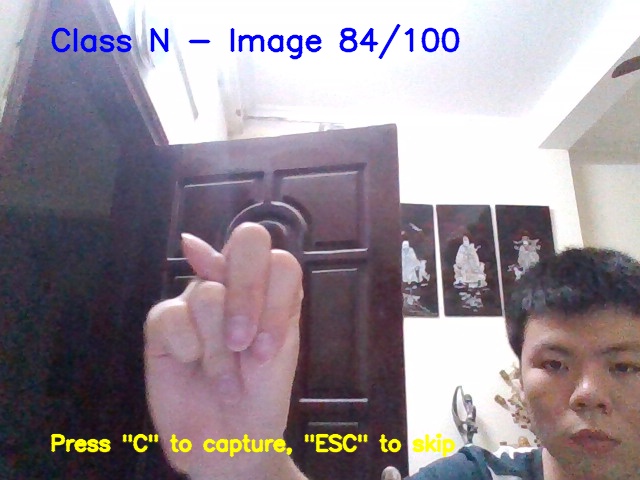 Class N - Image 84/100
Press "C" to capture, "ESC" to skip